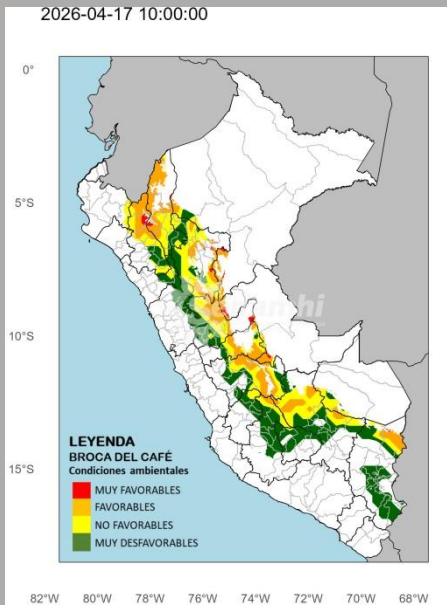 2026-04-17 10:00:00
0°
5°S
10°S
15°S
senamhi
LEYENDA
BROCA DEL CAFÉ
Condiciones ambientales
MUY FAVORABLES
FAVORABLES
NO FAVORABLES
MUY DESFAVORABLES
82°W 80°W 78°W 76°W 74°W 72°W 70°W 68°W